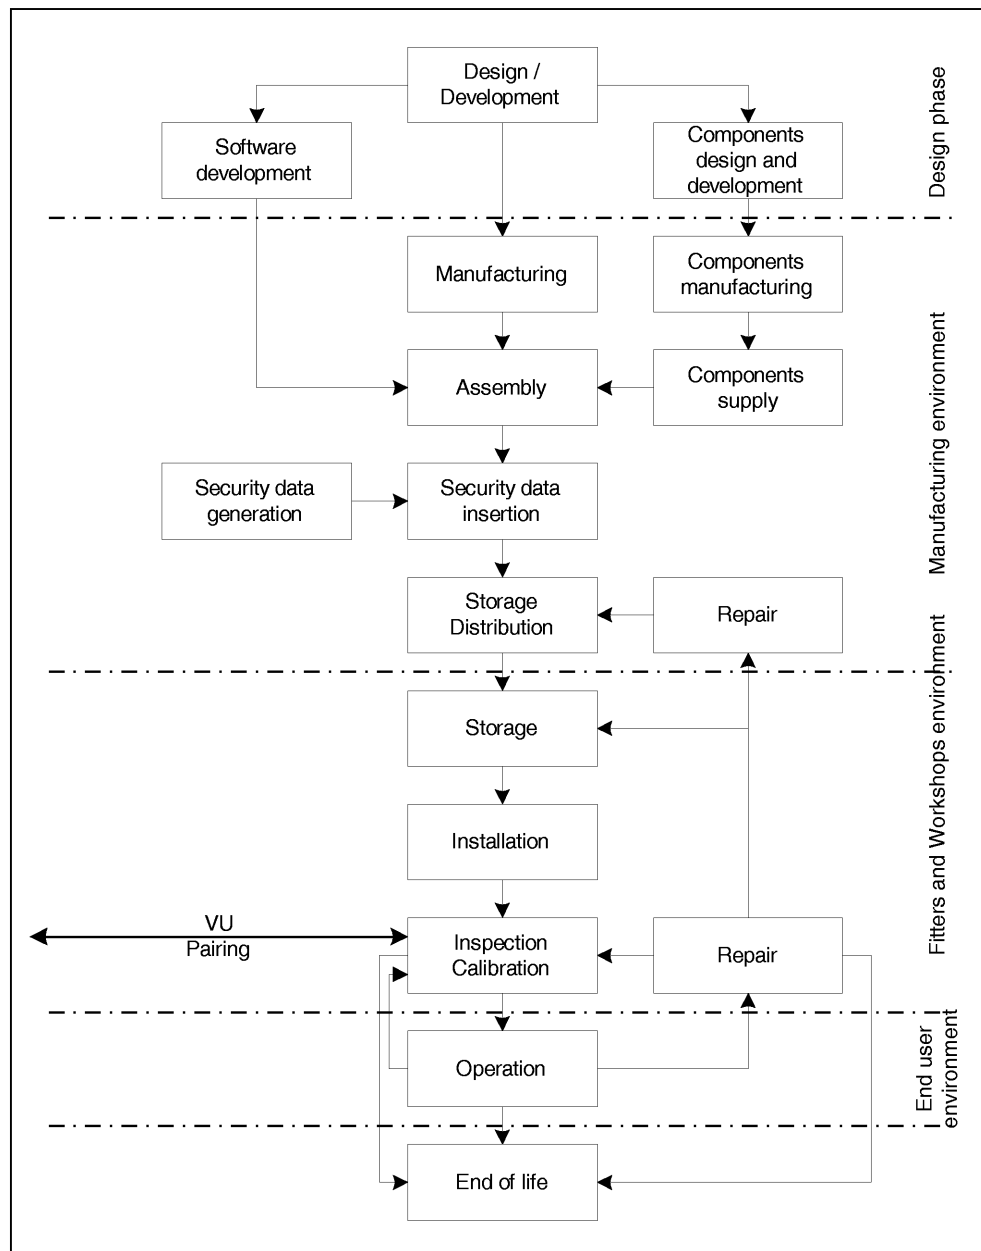 Design /
Development
Software
development
Components
design and
development
Design phase
Manufacturing
Components
manufacturing
Assembly
Components
supply
Security data
generation
Security data
insertion
Manufacturing environment
Storage
Distribution
Repair
Storage
Installation
VU
Pairing
Inspection
Calibration
Repair
Fitters and Workshops environment
Operation
End user
environment
End of life